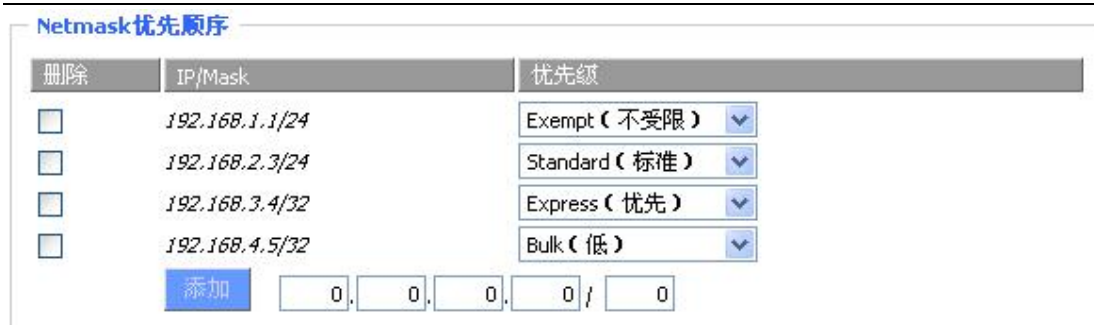 Netmask优先顺序
删除 IP/Mask 优先级
192.168.1.1/24 Exempt(不受限)
192.168.2.3/24 Standard(标准)
192.168.3.4/32 Express(优先)
192.168.4.5/32 Bulk(低)
添加 0. 0. 0. 0 / 0